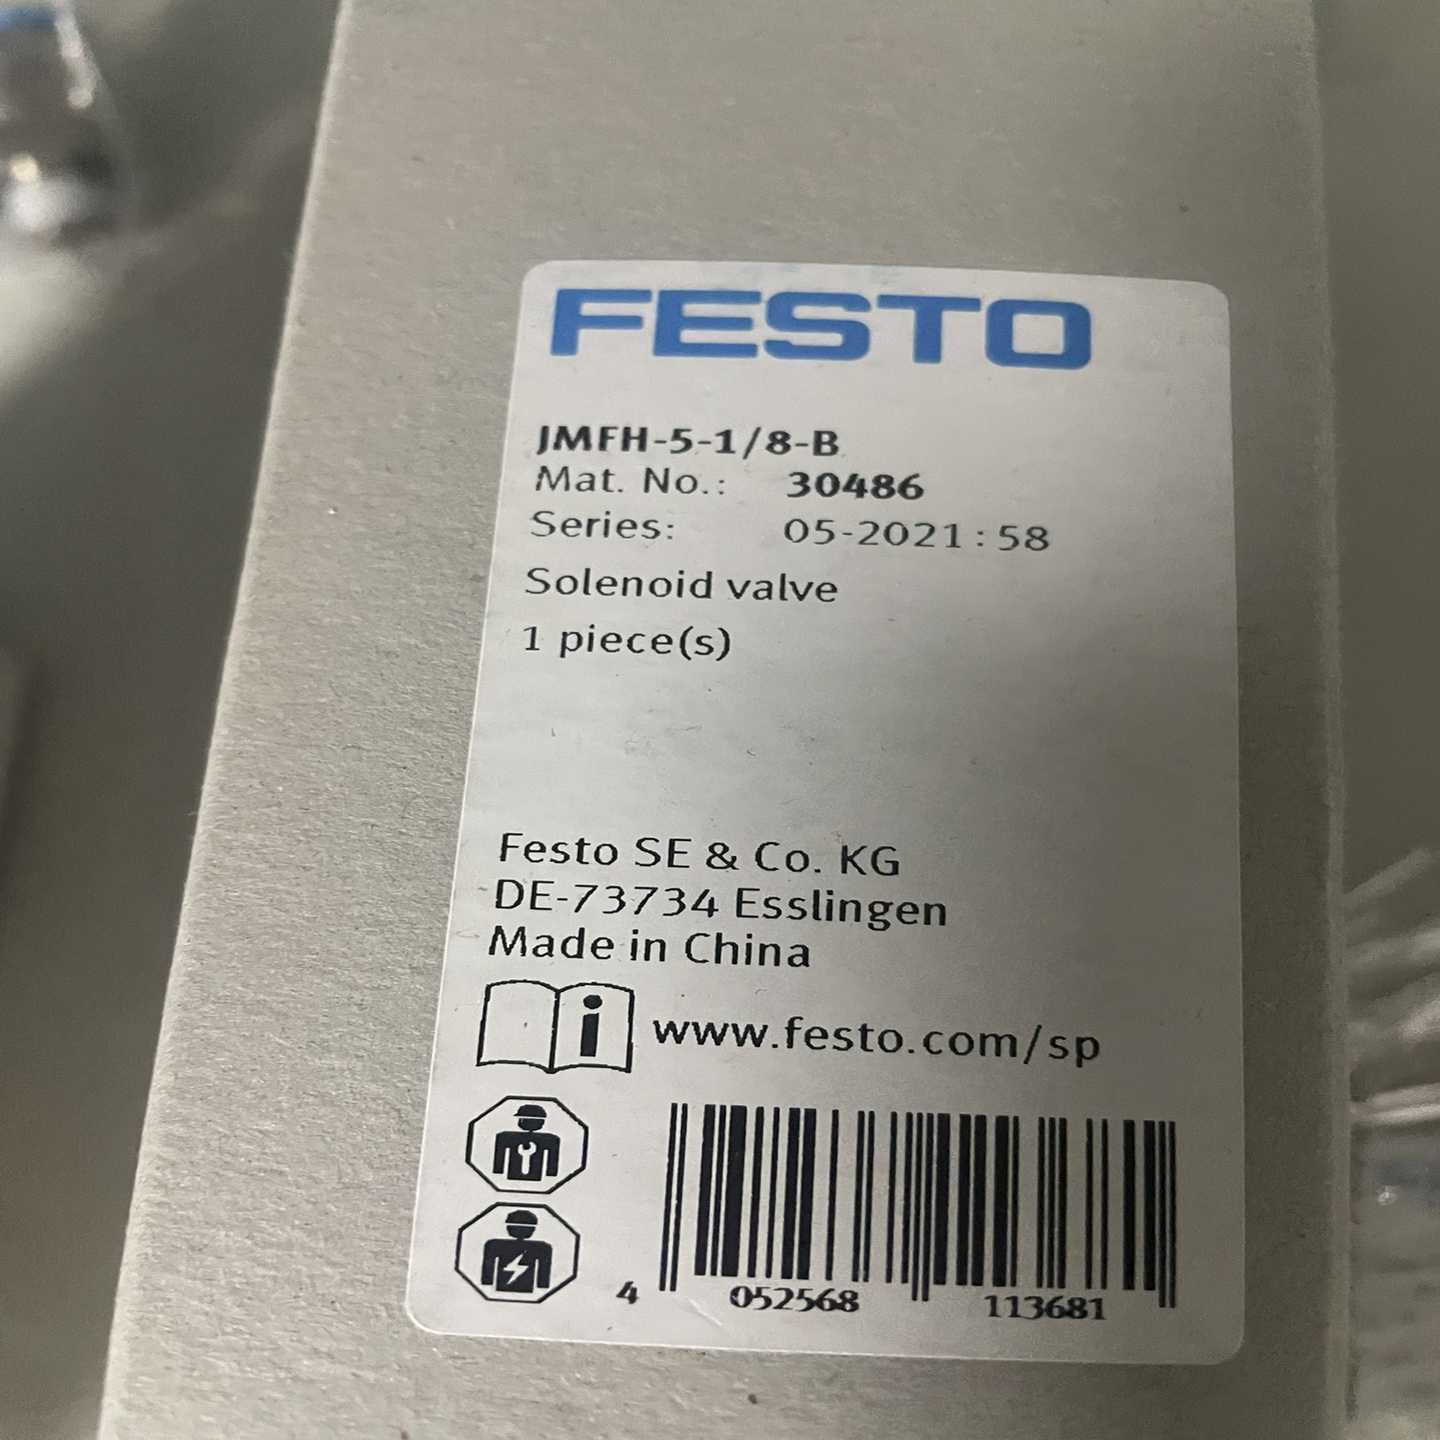 FESTO
JMFH-5-1/8-B
Mat. No.: 30486
Series: 05-2021:58
Solenoid valve
1 piece(s)
Festo SE & Co. KG
DE-73734 Esslingen
Made in China
i www.festo.com/sp
4 052568 113681